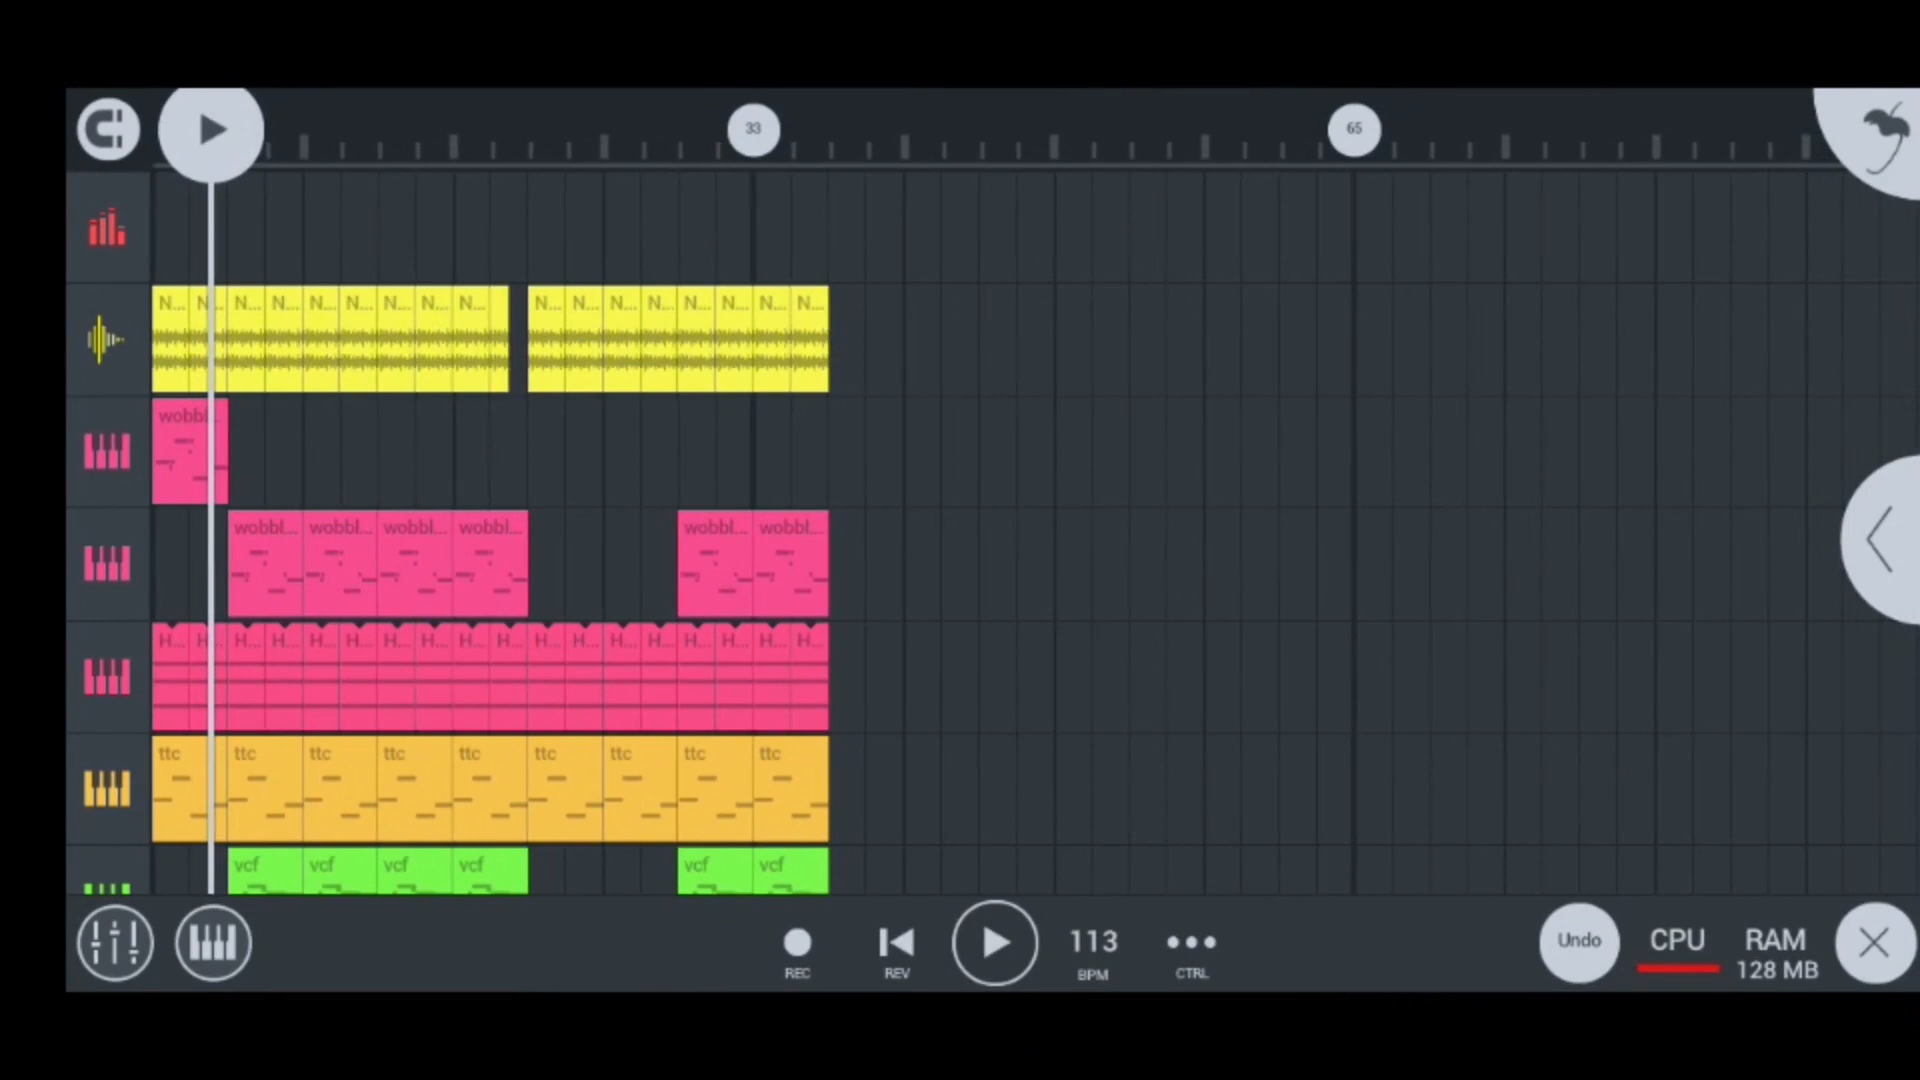 33 65
N... N... N... N... N... N... N... N... N... N... N... N... N... N... N... N... N...
wobbl...
wobbl... wobbl... wobbl... wobbl... wobbl... wobbl...
H... H... H... H... H... H... H... H... H... H... H... H... H... H... H... H... H... H...
ttc ttc ttc ttc ttc ttc ttc ttc ttc
vcf vcf vcf vcf vcf vcf
113 Undo CPU RAM
REC REV BPM CTRL 128 MB